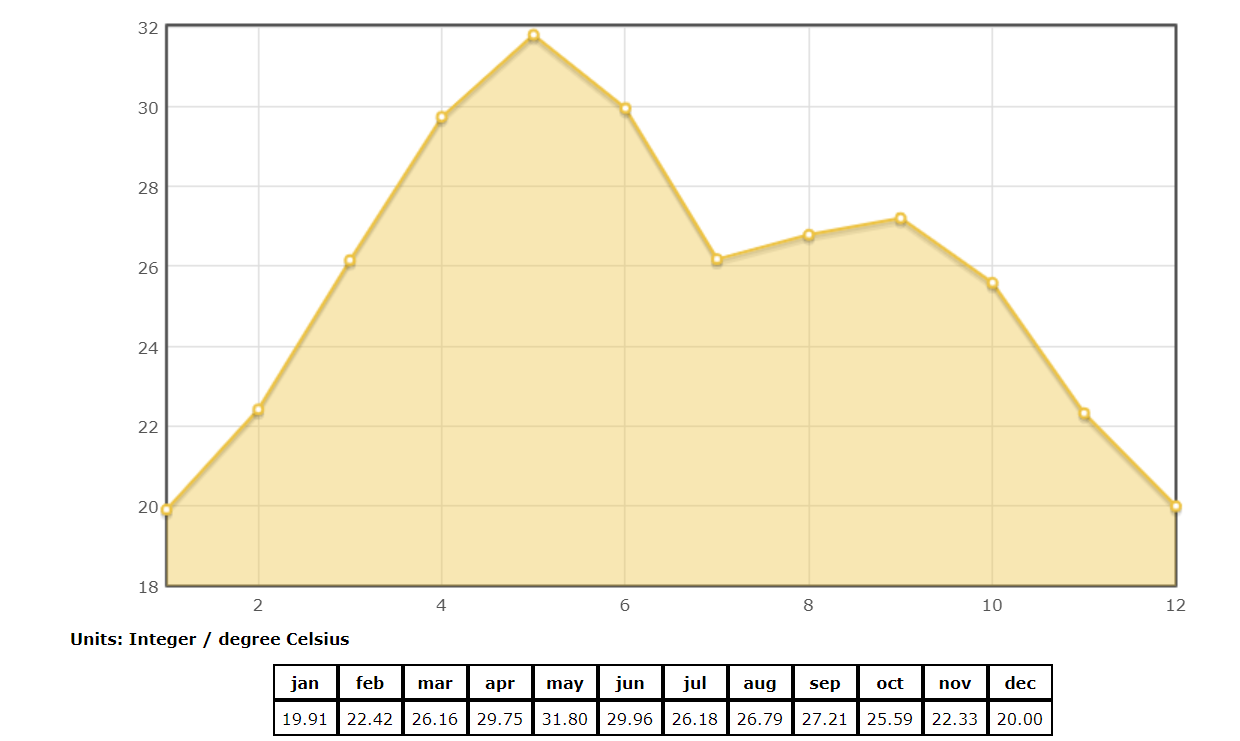 32
30
28
26
24
22
20
18
2 4 6 8 10 12
Units: Integer / degree Celsius
jan feb mar apr may jun jul aug sep oct nov dec
19.91 22.42 26.16 29.75 31.80 29.96 26.18 26.79 27.21 25.59 22.33 20.00